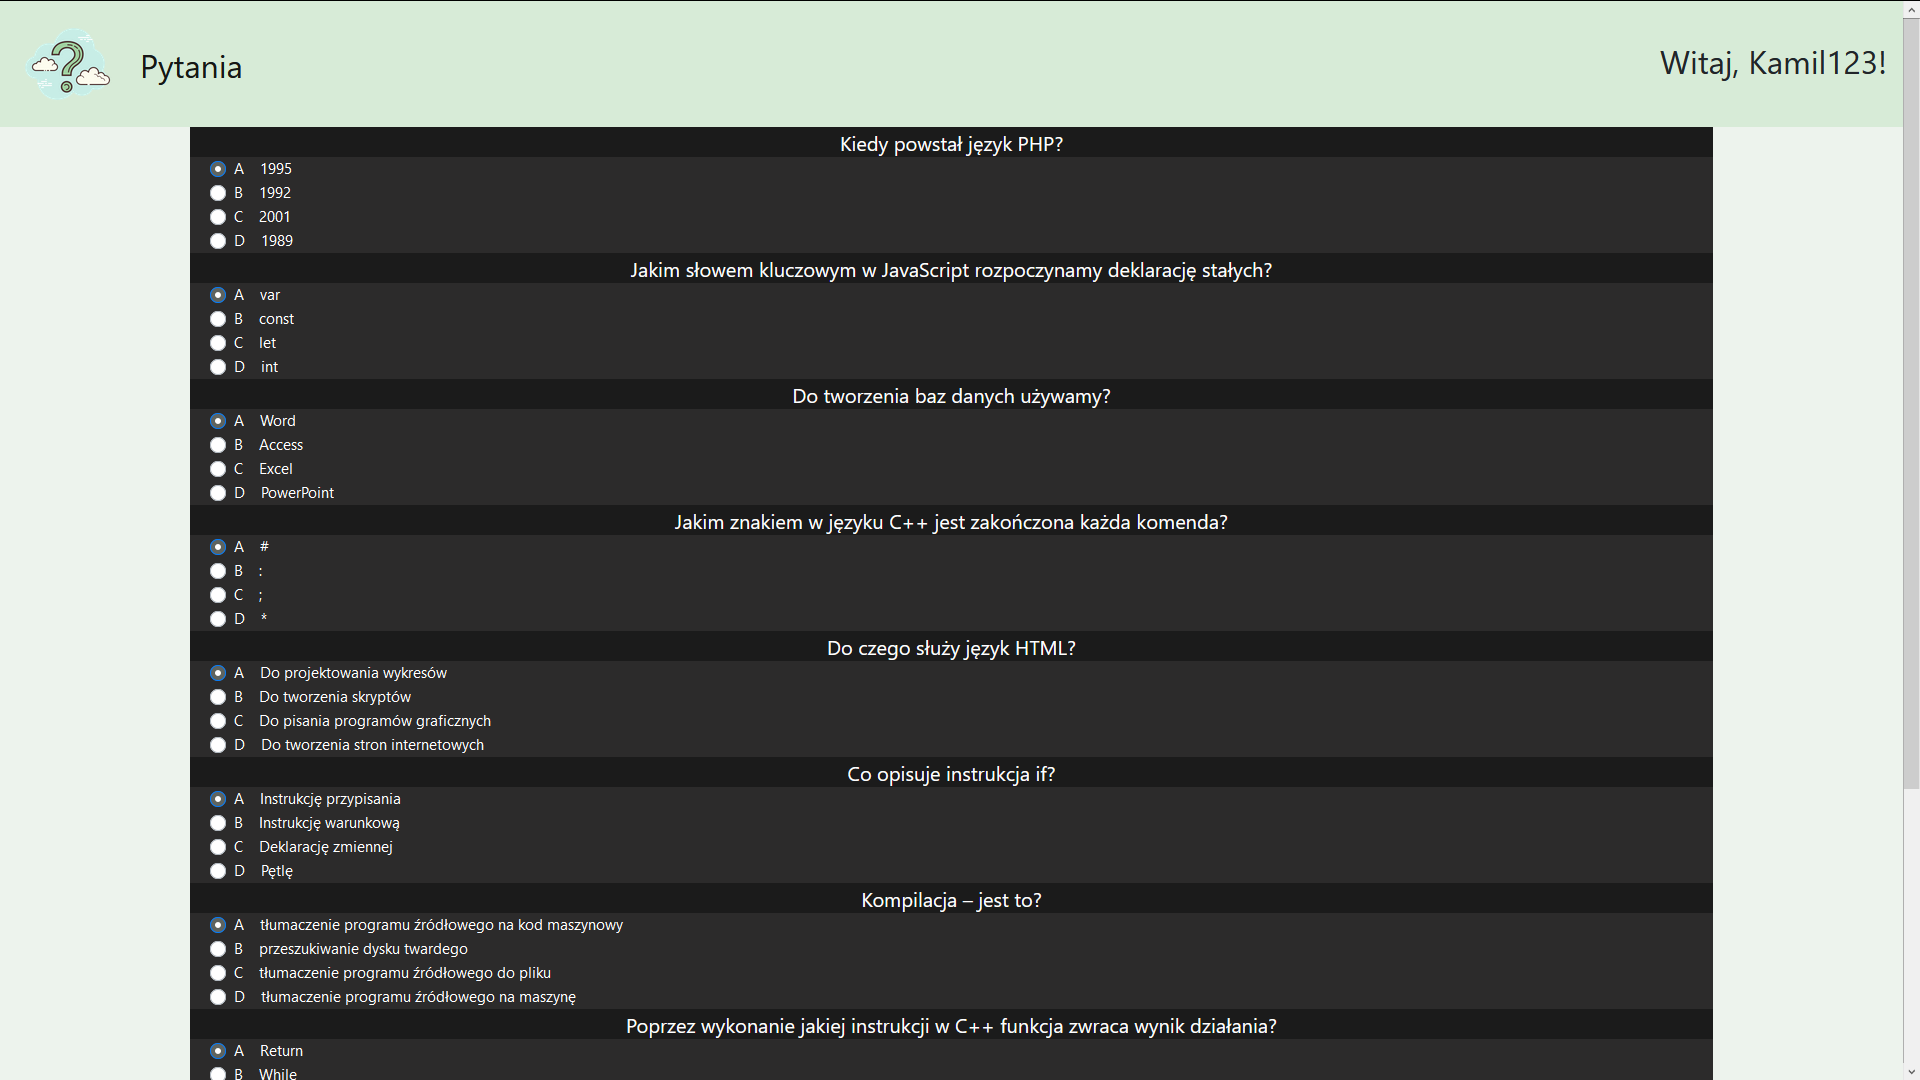 Pytania
Witaj, Kamil123!
Kiedy powstał język PHP?
A 1995
B 1992
C 2001
D 1989
Jakim słowem kluczowym w JavaScript rozpoczynamy deklarację stałych?
A var
B const
C let
D int
Do tworzenia baz danych używamy?
A Word
B Access
C Excel
D PowerPoint
Jakim znakiem w języku C++ jest zakończona każda komenda?
A #
B :
C ;
D *
Do czego służy język HTML?
A Do projektowania wykresów
B Do tworzenia skryptów
C Do pisania programów graficznych
D Do tworzenia stron internetowych
Co opisuje instrukcja if?
A Instrukcję przypisania
B Instrukcję warunkową
C Deklarację zmiennej
D Pętlę
Kompilacja – jest to?
A tłumaczenie programu źródłowego na kod maszynowy
B przeszukiwanie dysku twardego
C tłumaczenie programu źródłowego do pliku
D tłumaczenie programu źródłowego na maszynę
Poprzez wykonanie jakiej instrukcji w C++ funkcja zwraca wynik działania?
A Return
B While